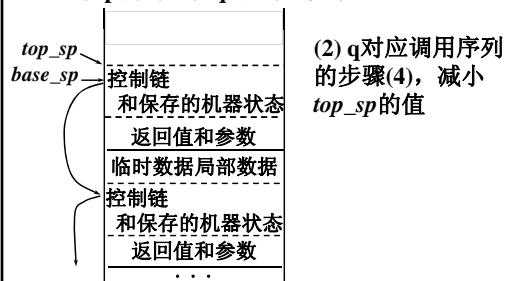 top_sp
base_sp
控制链
和保存的机器状态
返回值和参数
临时数据局部数据
控制链
和保存的机器状态
返回值和参数
. . .
(2) q对应调用序列
的步骤(4)，减小
top_sp的值